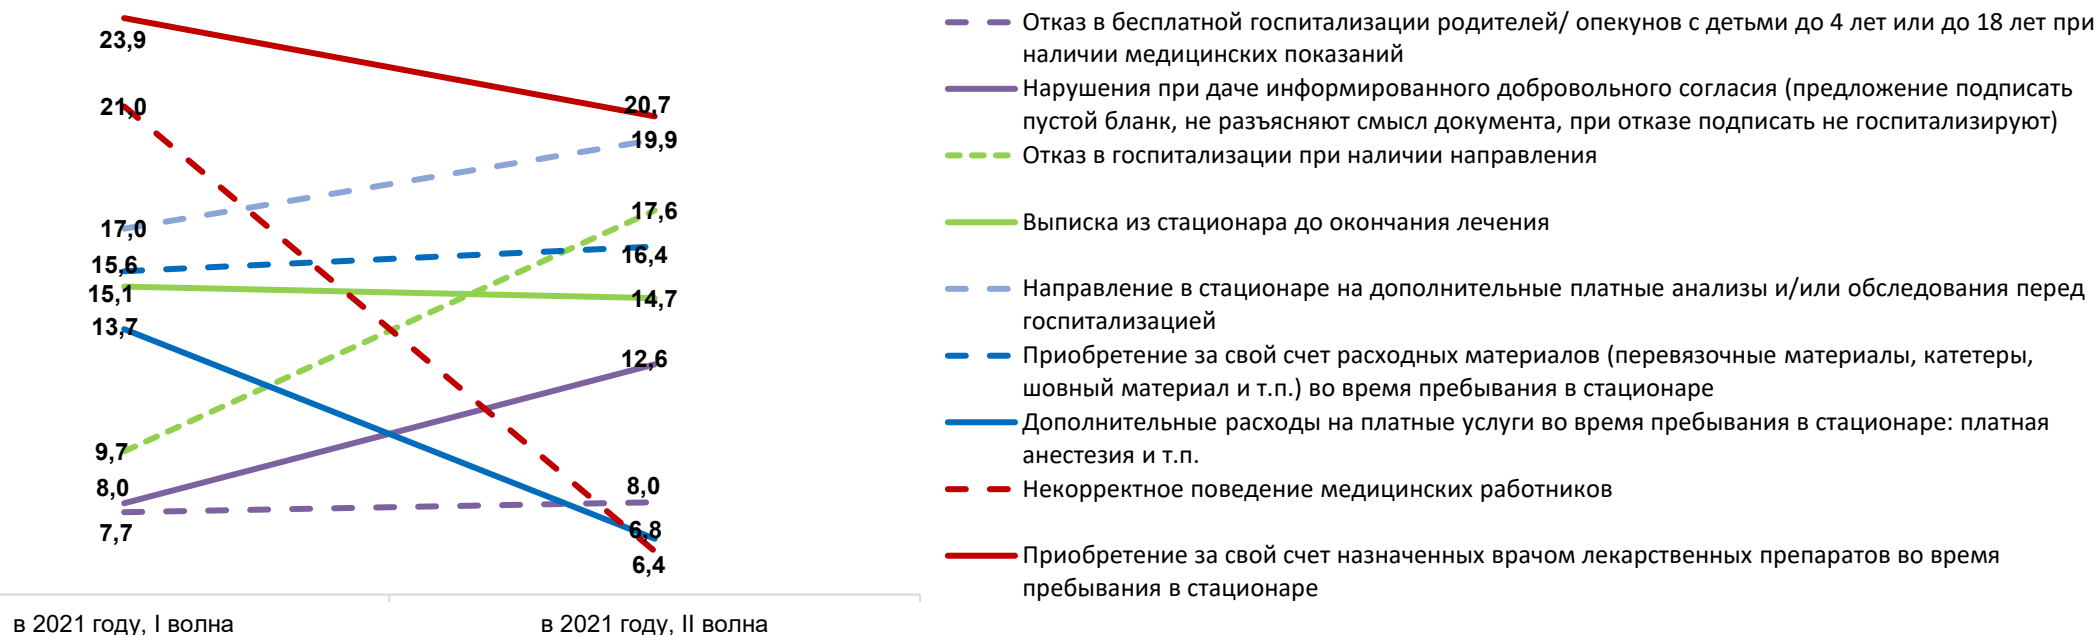 23,9
21,0
17,0
15,6
15,1
13,7
9,7
8,0
7,7
20,7
19,9
17,6
16,4
14,7
12,6
8,0
6,8
6,4
в 2021 году, I волна
в 2021 году, II волна
Отказ в бесплатной госпитализации родителей/ опекунов с детьми до 4 лет или до 18 лет при
наличии медицинских показаний
Нарушения при даче информированного добровольного согласия (предложение подписать
пустой бланк, не разъясняют смысл документа, при отказе подписать не госпитализируют)
Отказ в госпитализации при наличии направления
Выписка из стационара до окончания лечения
Направление в стационаре на дополнительные платные анализы и/или обследования перед
госпитализацией
Приобретение за свой счет расходных материалов (перевязочные материалы, катетеры,
шовный материал и т.п.) во время пребывания в стационаре
Дополнительные расходы на платные услуги во время пребывания в стационаре: платная
анестезия и т.п.
Некорректное поведение медицинских работников
Приобретение за свой счет назначенных врачом лекарственных препаратов во время
пребывания в стационаре